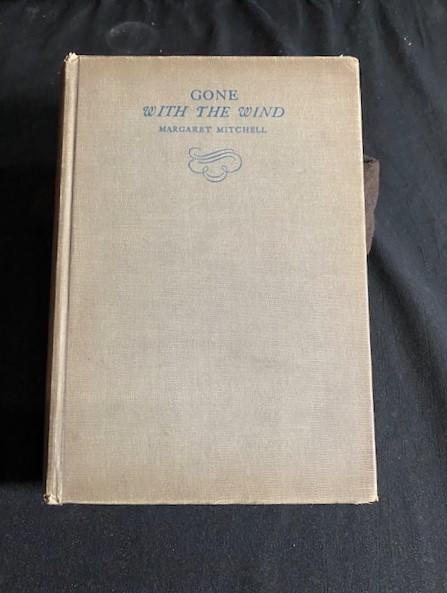 GONE
WITH THE WIND
MARGARET MITCHELL